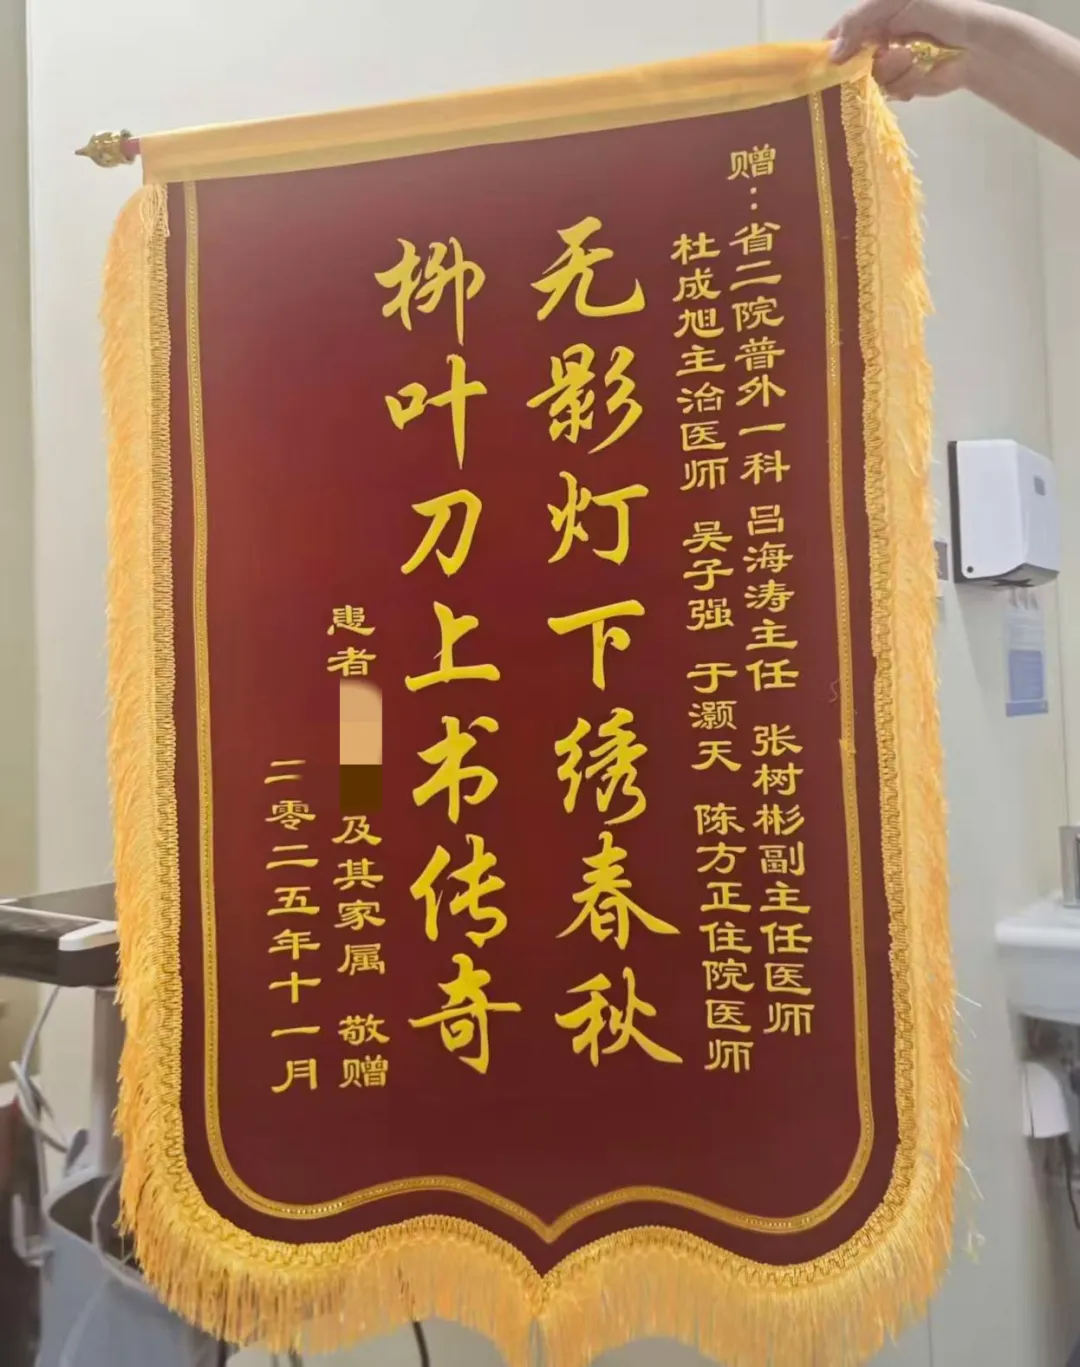 赠：省二院普外一科 吕海涛主任 张树彬副主任医师
杜成旭主治医师 吴子强 于灏天 陈方正住院医师
无影灯下绣春秋
柳叶刀上书传奇
患者 及其家属 敬赠
二零二五年十一月